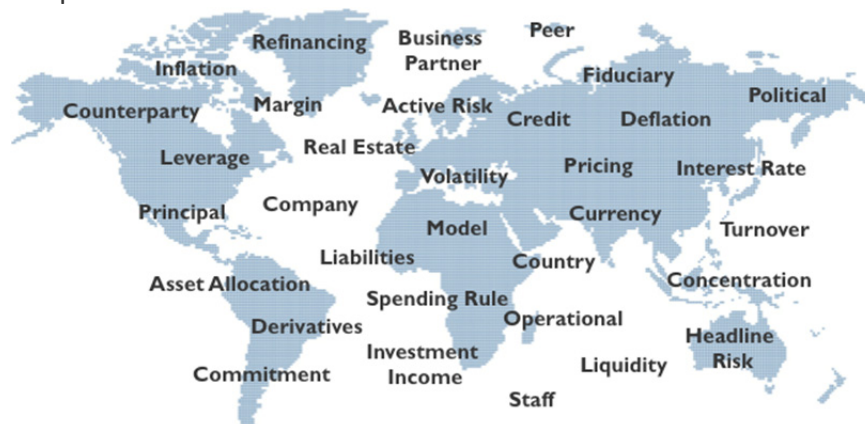 Refinancing
Business
Partner
Peer
Inflation
Fiduciary
Counterparty
Margin
Active Risk
Credit
Deflation
Political
Leverage
Real Estate
Volatility
Pricing
Interest Rate
Principal
Company
Model
Currency
Turnover
Liabilities
Country
Asset Allocation
Spending Rule
Concentration
Derivatives
Operational
Headline
Risk
Commitment
Investment
Income
Liquidity
Staff